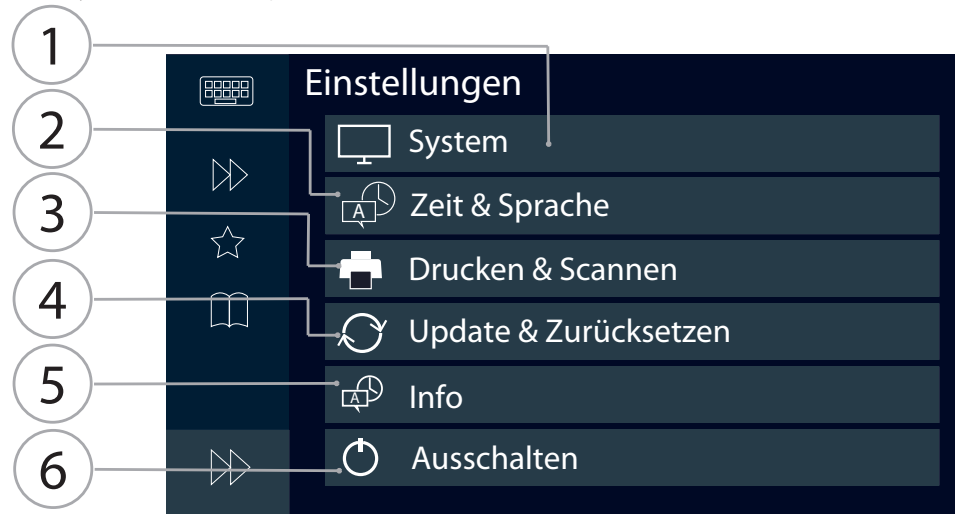 1
Einstellungen
System
2
Zeit & Sprache
A
3
Drucken & Scannen
4
Update & Zurücksetzen
5
Info
A
6
Ausschalten